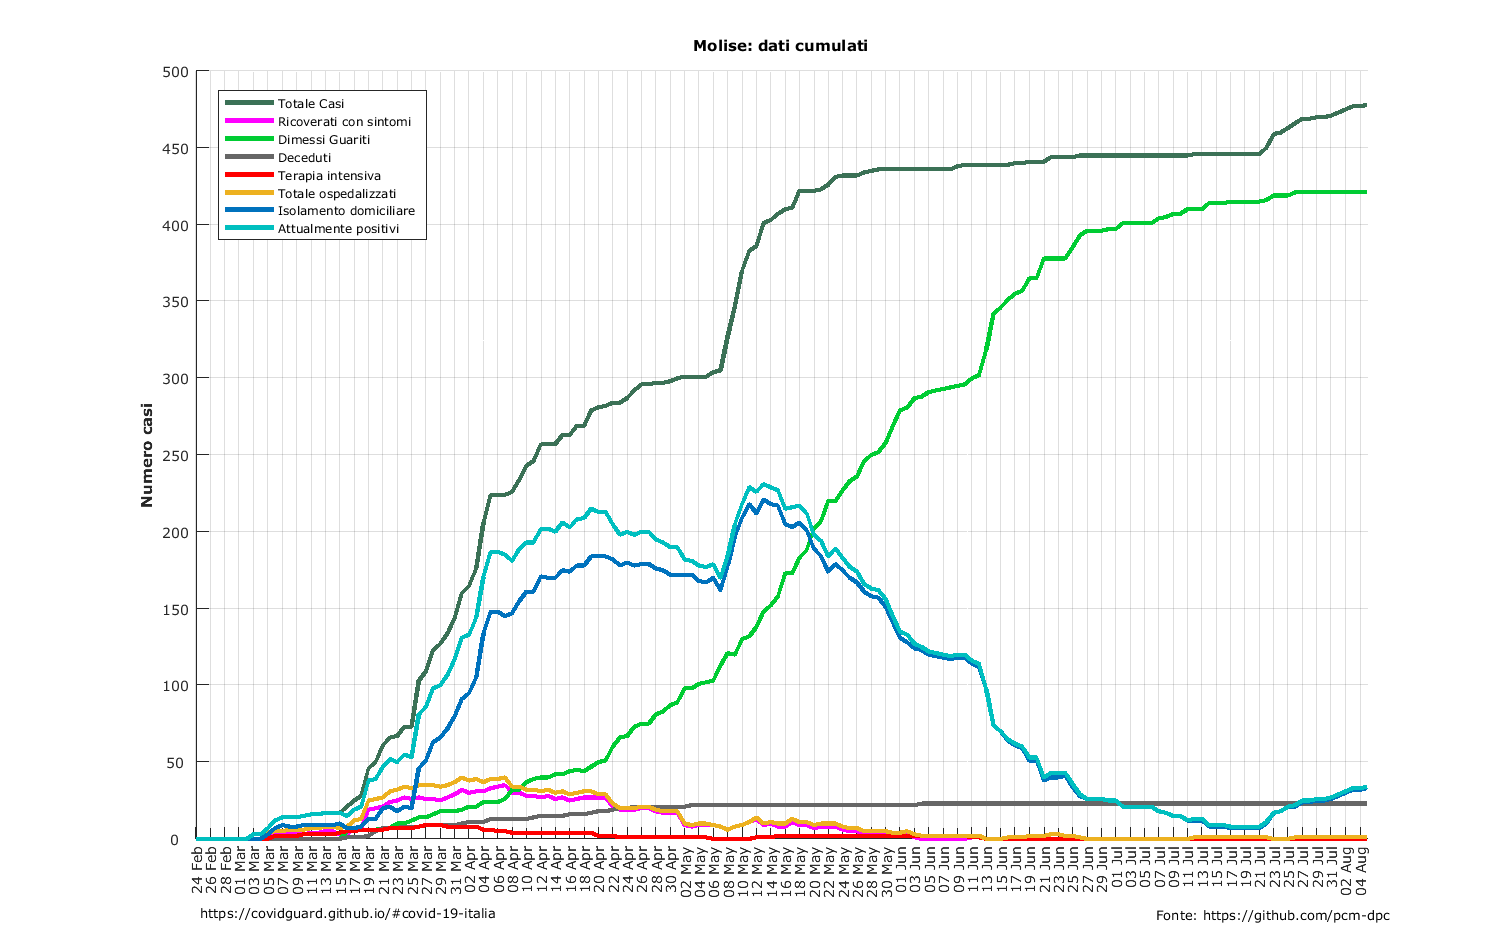 Molise: dati cumulati
500
450
400
350
300
250
200
150
100
50
0
Numero casi
Totale Casi
Ricoverati con sintomi
Dimessi Guariti
Deceduti
Terapia intensiva
Totale ospedalizzati
Isolamento domiciliare
Attualmente positivi
24 Feb
26 Feb
28 Feb
01 Mar
03 Mar
05 Mar
07 Mar
09 Mar
11 Mar
13 Mar
15 Mar
17 Mar
19 Mar
21 Mar
23 Mar
25 Mar
27 Mar
29 Mar
31 Mar
02 Apr
04 Apr
06 Apr
08 Apr
10 Apr
12 Apr
14 Apr
16 Apr
18 Apr
20 Apr
22 Apr
24 Apr
26 Apr
28 Apr
30 Apr
02 May
04 May
06 May
08 May
10 May
12 May
14 May
16 May
18 May
20 May
22 May
24 May
26 May
28 May
30 May
01 Jun
03 Jun
05 Jun
07 Jun
09 Jun
11 Jun
13 Jun
15 Jun
17 Jun
19 Jun
21 Jun
23 Jun
25 Jun
27 Jun
29 Jun
01 Jul
03 Jul
05 Jul
07 Jul
09 Jul
11 Jul
13 Jul
15 Jul
17 Jul
19 Jul
21 Jul
23 Jul
25 Jul
27 Jul
29 Jul
31 Jul
02 Aug
04 Aug
https://covidguard.github.io/#covid-19-italia
Fonte: https://github.com/pcm-dpc